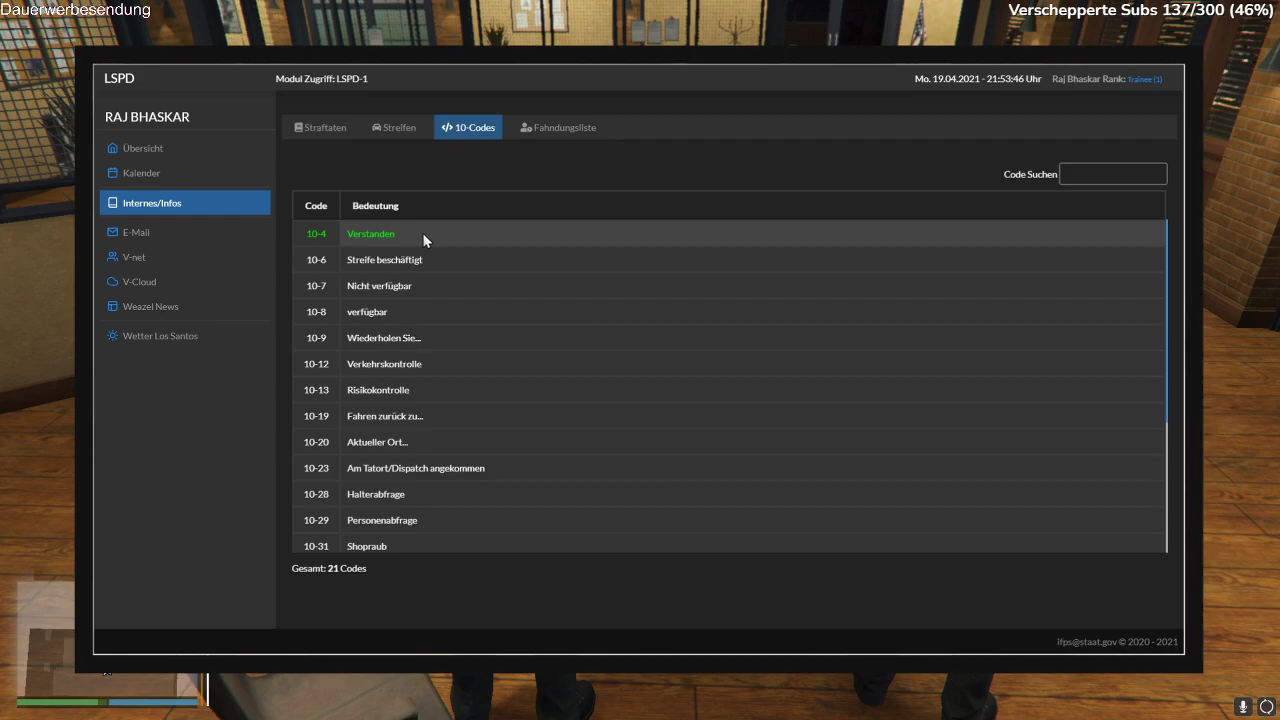 Dauerwerbesendung
Verschepperte Subs 137/300 (46%)
LSPD
Modul Zugriff: LSPD-1
Mo. 19.04.2021 - 21:53:46 Uhr
Raj Bhaskar Rank: Trainee (1)
RAJ BHASKAR
Übersicht
Kalender
Internes/Infos
E-Mail
V-net
V-Cloud
Weazel News
Wetter Los Santos
Straftaten
Streifen
10-Codes
Fahndungsliste
Code Suchen
Code Bedeutung
10-4 Verstanden
10-6 Streife beschäftigt
10-7 Nicht verfügbar
10-8 verfügbar
10-9 Wiederholen Sie...
10-12 Verkehrskontrolle
10-13 Risikokontrolle
10-19 Fahren zurück zu...
10-20 Aktueller Ort...
10-23 Am Tatort/Dispatch angekommen
10-28 Halterabfrage
10-29 Personenabfrage
10-31 Shopraub
Gesamt: 21 Codes
ifps@staat.gov © 2020 - 2021